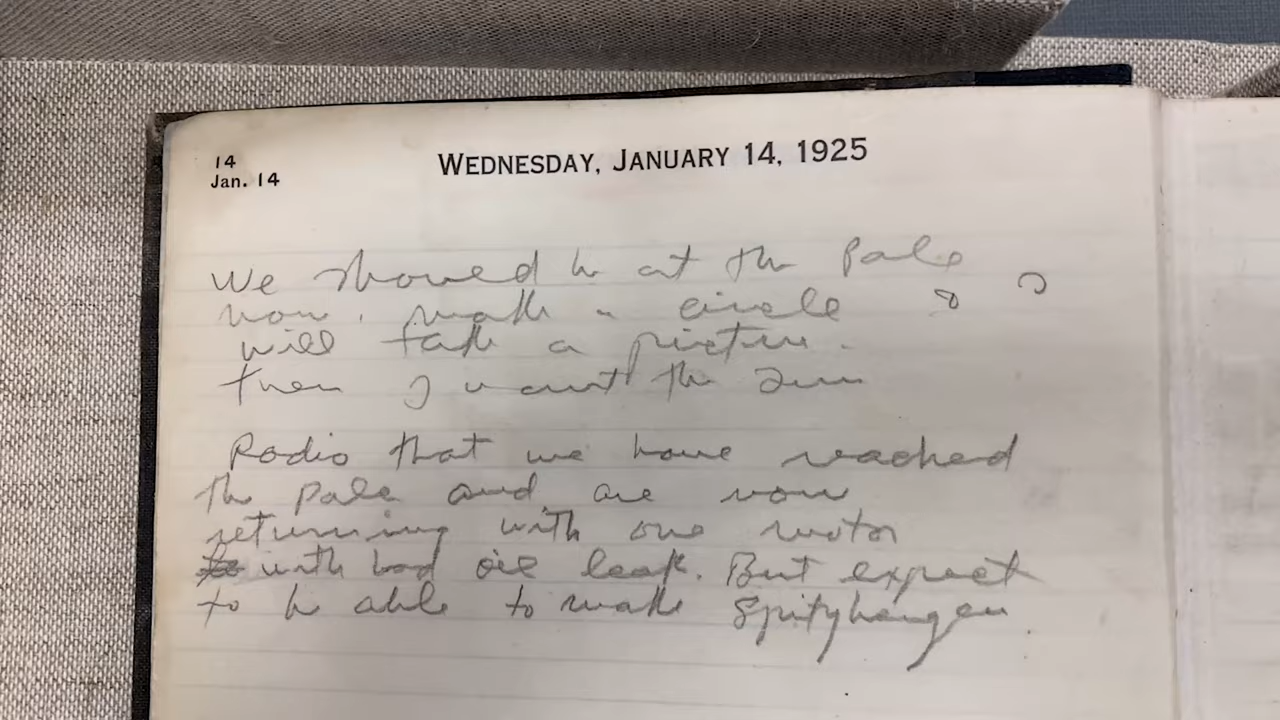 14
Jan. 14
WEDNESDAY, JANUARY 14, 1925
We should be at the Pole
now. make a circle & I
will take a picture.
then I want the sun
Radio that we have reached
the pole and are now
returning with one motor
with bad oil leak. But expect
to be able to make Spitzbergen